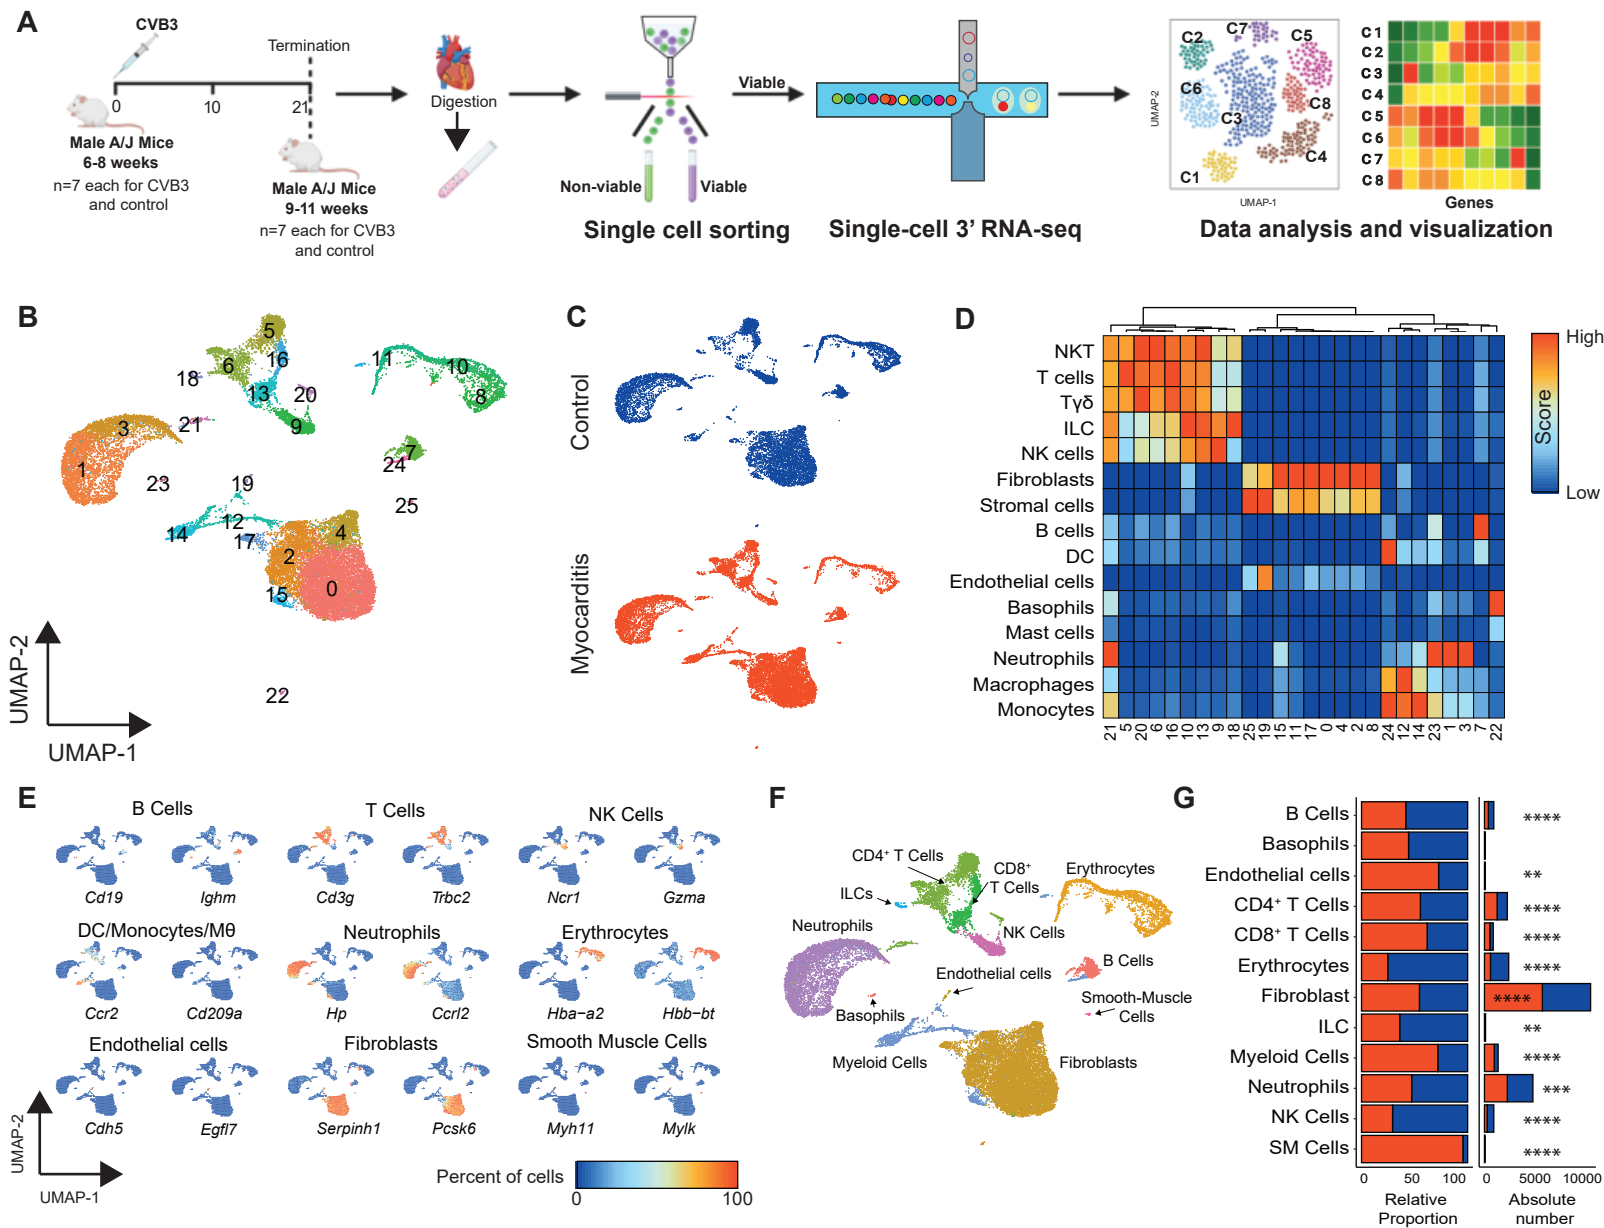 A
CVB3
Termination
0
10
21
Male A/J Mice
6-8 weeks
n=7 each for CVB3
and control
Male A/J Mice
9-11 weeks
n=7 each for CVB3
and control
Digestion
Non-viable
Viable
Single cell sorting
Viable
Single-cell 3’ RNA-seq
C7
C2
C5
C6
C8
C3
C4
C1
UMAP-2
UMAP-1
C1
C2
C3
C4
C5
C6
C7
C8
Genes
Data analysis and visualization
B
5
6
16
18
13
20
21
9
3
1
23
11
10
8
7
24
25
19
12
14
17
2
4
0
15
22
UMAP-2
UMAP-1
C
Control
Myocarditis
D
NKT
T cells
Tγδ
ILC
NK cells
Fibroblasts
Stromal cells
B cells
DC
Endothelial cells
Basophils
Mast cells
Neutrophils
Macrophages
Monocytes
21 5 20 6 16 10 13 9 18 25 19 15 11 17 0 4 2 8 24 12 14 23 1 3 7 22
High
Score
Low
E
B Cells
T Cells
NK Cells
Cd19
Ighm
Cd3g
Trbc2
Ncr1
Gzma
DC/Monocytes/Mθ
Neutrophils
Erythrocytes
Ccr2
Cd209a
Hp
Ccrl2
Hba−a2
Hbb−bt
Endothelial cells
Fibroblasts
Smooth Muscle Cells
Cdh5
Egfl7
Serpinh1
Pcsk6
Myh11
Mylk
UMAP-2
UMAP-1
Percent of cells
0
100
F
CD4+ T Cells
CD8+
T Cells
Erythrocytes
ILCs
Neutrophils
NK Cells
B Cells
Endothelial cells
Smooth-Muscle
Cells
Basophils
Myeloid Cells
Fibroblasts
G
B Cells
****
Basophils
Endothelial cells
**
CD4+ T Cells
****
CD8+ T Cells
****
Erythrocytes
****
Fibroblast
****
ILC
**
Myeloid Cells
****
Neutrophils
***
NK Cells
****
SM Cells
****
0 50 100
0 5000 10000
Relative
Proportion
Absolute
number